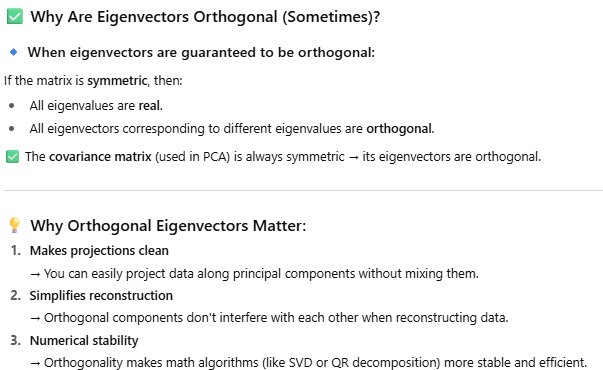 ✅ Why Are Eigenvectors Orthogonal (Sometimes)?
🔹 When eigenvectors are guaranteed to be orthogonal:
If the matrix is symmetric, then:
• All eigenvalues are real.
• All eigenvectors corresponding to different eigenvalues are orthogonal.
✅ The covariance matrix (used in PCA) is always symmetric → its eigenvectors are orthogonal.
💡 Why Orthogonal Eigenvectors Matter:
1. Makes projections clean
→ You can easily project data along principal components without mixing them.
2. Simplifies reconstruction
→ Orthogonal components don't interfere with each other when reconstructing data.
3. Numerical stability
→ Orthogonality makes math algorithms (like SVD or QR decomposition) more stable and efficient.